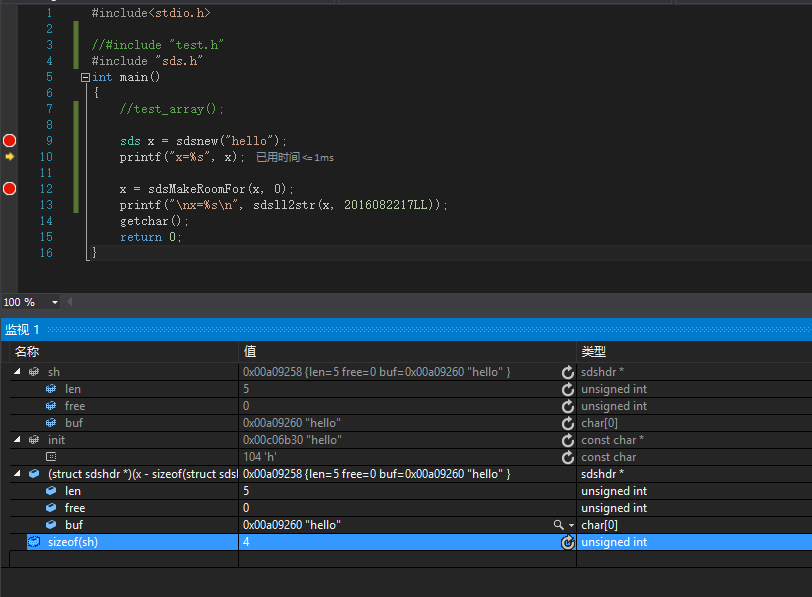 1 #include<stdio.h>
2
3 //#include "test.h"
4 #include "sds.h"
5 int main()
6 {
7 //test_array();
8
9 sds x = sdsnew("hello");
10 printf("x=%s", x); 已用时间<=1ms
11
12 x = sdsMakeRoomFor(x, 0);
13 printf("\nx=%s\n", sdsll2str(x, 2016082217LL));
14 getchar();
15 return 0;
16 }
100 %
监视 1
名称 值 类型
sh 0x00a09258 {len=5 free=0 buf=0x00a09260 "hello" } sdshdr *
len 5 unsigned int
free 0 unsigned int
buf 0x00a09260 "hello" char[0]
init 0x00c06b30 "hello" const char *
104 'h' const char
(struct sdshdr *)(x - sizeof(struct sdsl 0x00a09258 {len=5 free=0 buf=0x00a09260 "hello" } sdshdr *
len 5 unsigned int
free 0 unsigned int
buf 0x00a09260 "hello" char[0]
sizeof(sh) 4 unsigned int